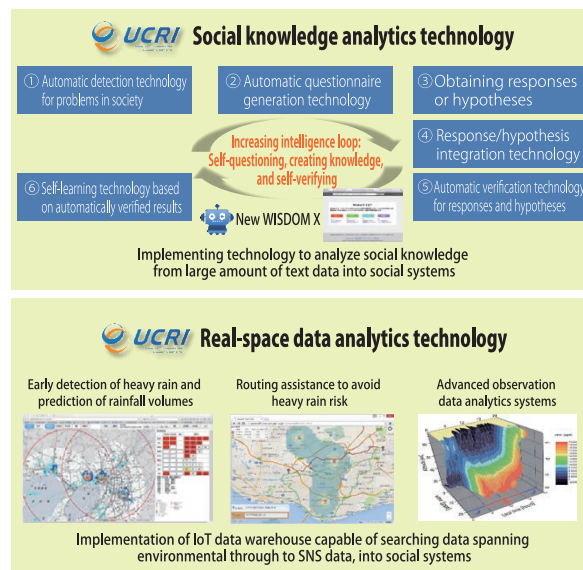 UCRI Social knowledge analytics technology
① Automatic detection technology
for problems in society
② Automatic questionnaire
generation technology
③ Obtaining responses
or hypotheses
④ Response/hypothesis
integration technology
⑤ Automatic verification technology
for responses and hypotheses
⑥ Self-learning technology based
on automatically verified results
Increasing intelligence loop:
Self-questioning, creating knowledge,
and self-verifying
New WISDOM X
Implementing technology to analyze social knowledge
from large amount of text data into social systems
UCRI Real-space data analytics technology
Early detection of heavy rain and
prediction of rainfall volumes
Routing assistance to avoid
heavy rain risk
Advanced observation
data analytics systems
Implementation of IoT data warehouse capable of searching data spanning
environmental through to SNS data, into social systems